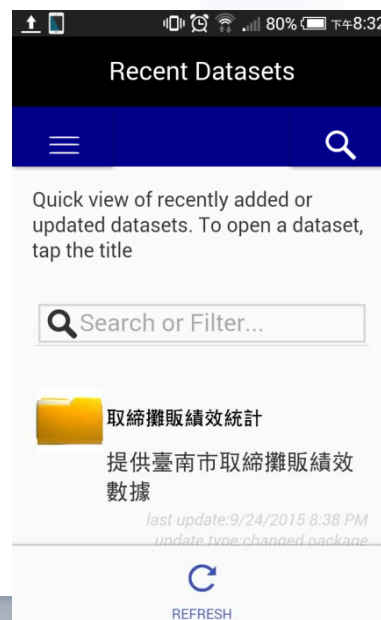 80% 下午8:32
Recent Datasets
Quick view of recently added or
updated datasets. To open a dataset,
tap the title
Search or Filter...
取締攤販績效統計
提供臺南市取締攤販績效
數據
last update:9/24/2015 8:38 PM
update type:changed package
REFRESH